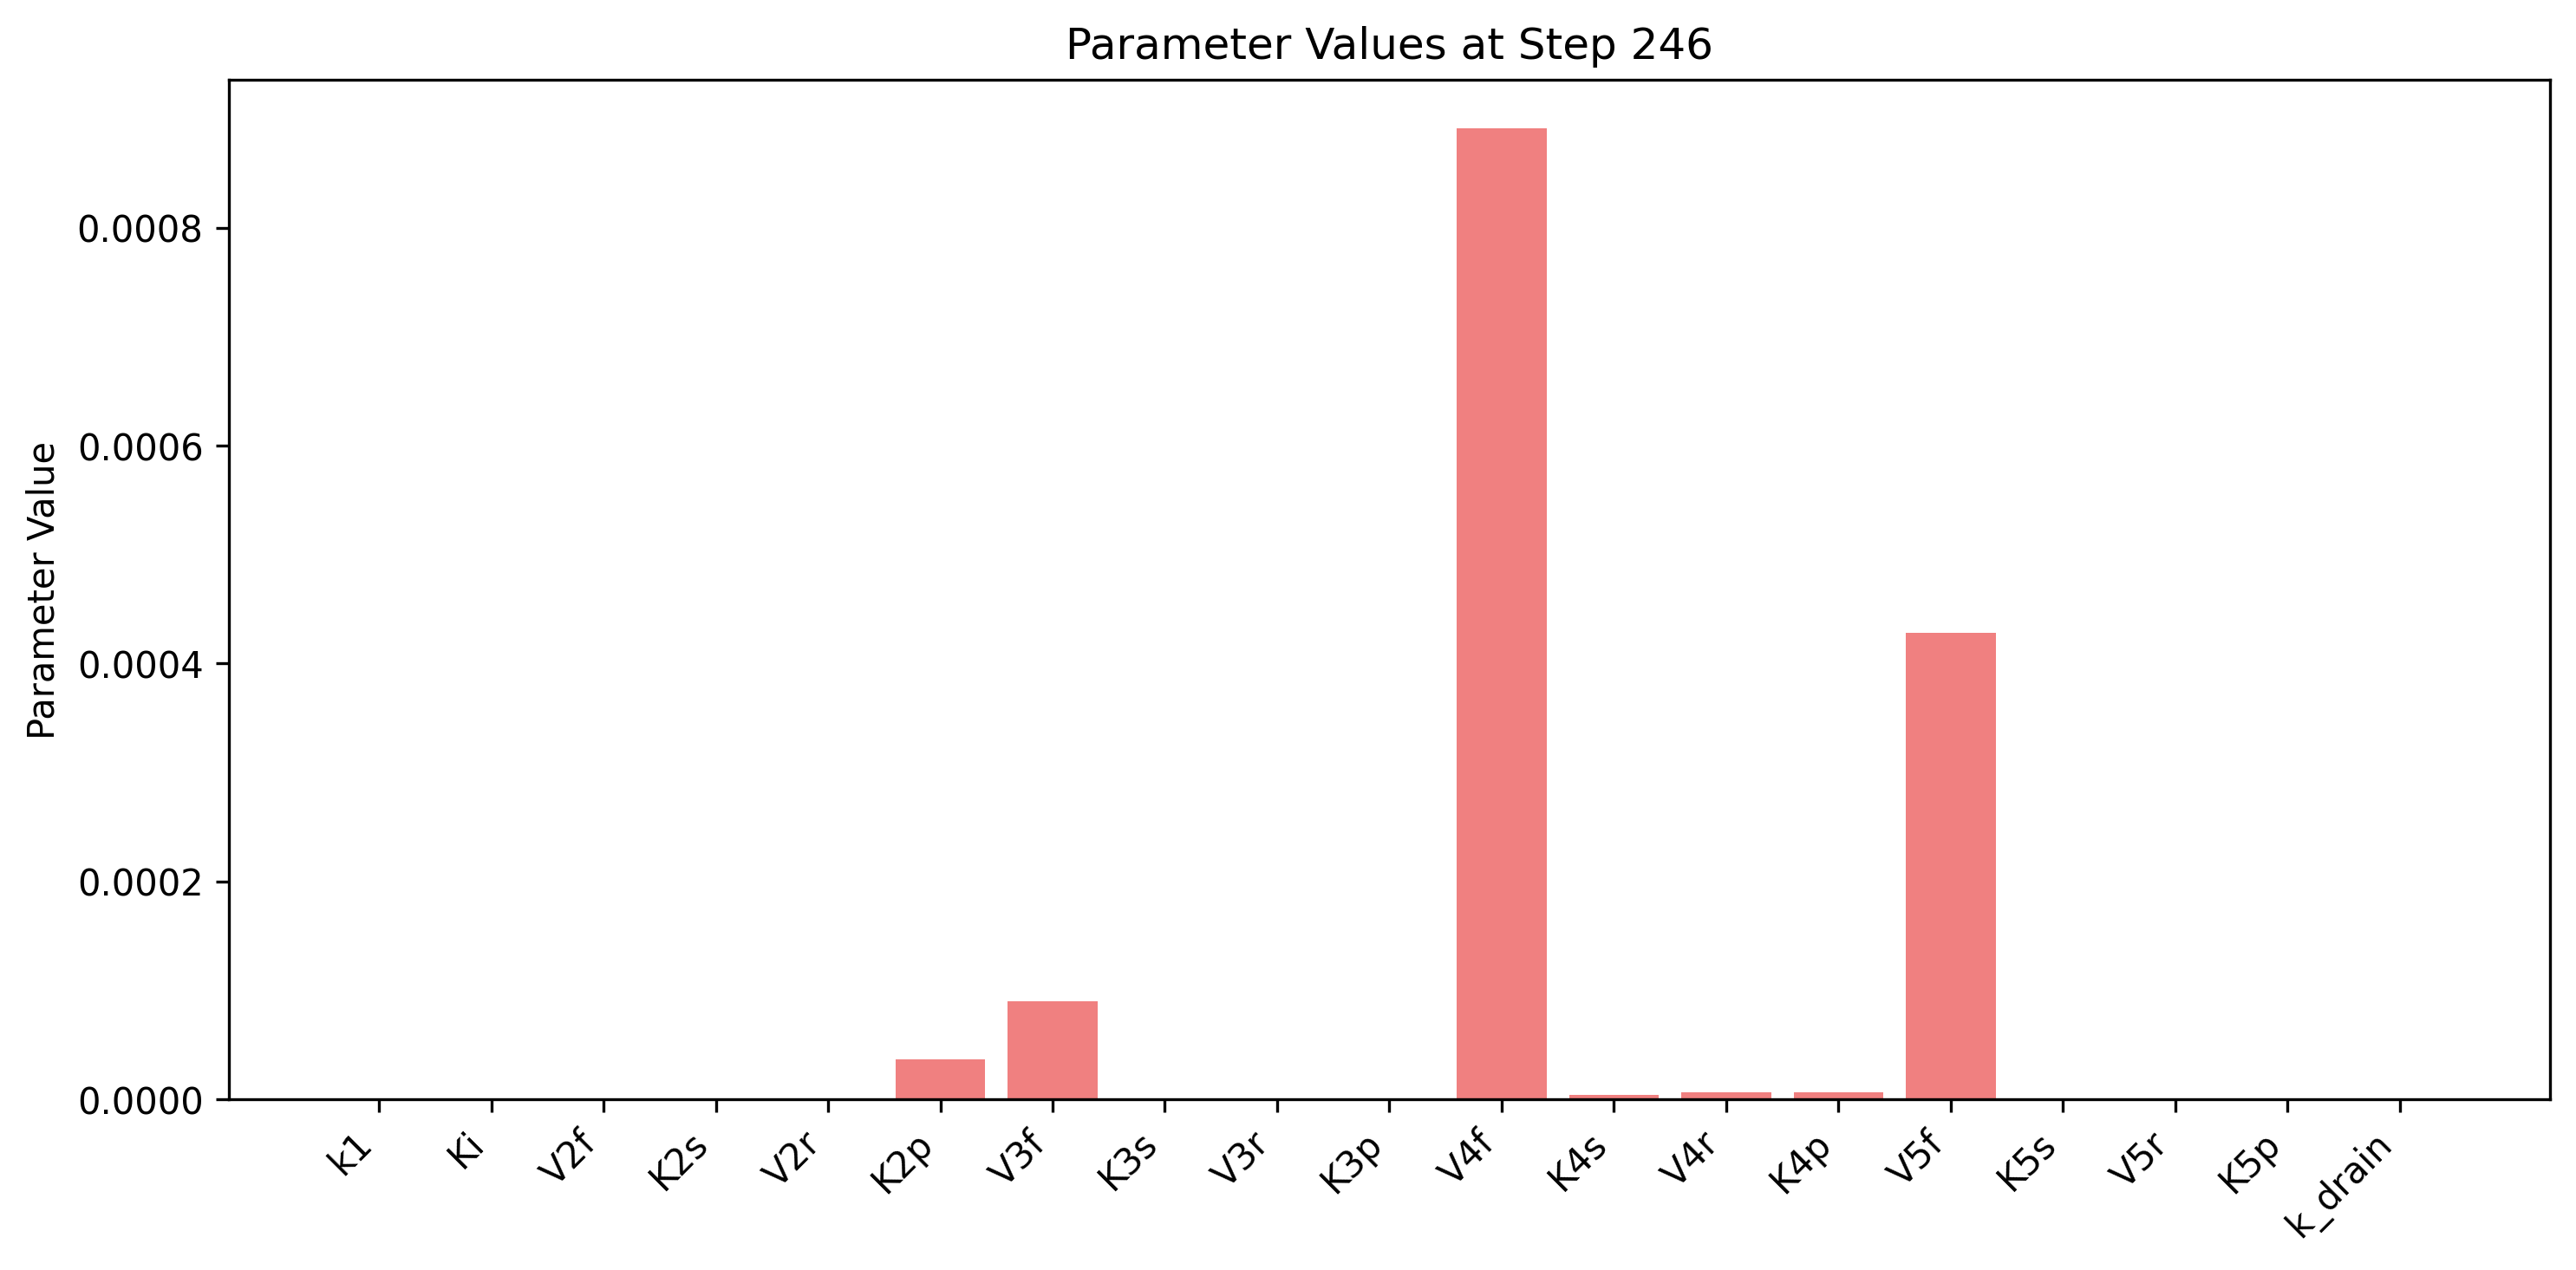 Parameter Values at Step 246
Parameter Value
0.0008
0.0006
0.0004
0.0002
0.0000
k1
Ki
V2f
K2s
V2r
K2p
V3f
K3s
V3r
K3p
V4f
K4s
V4r
K4p
V5f
K5s
V5r
K5p
k_drain